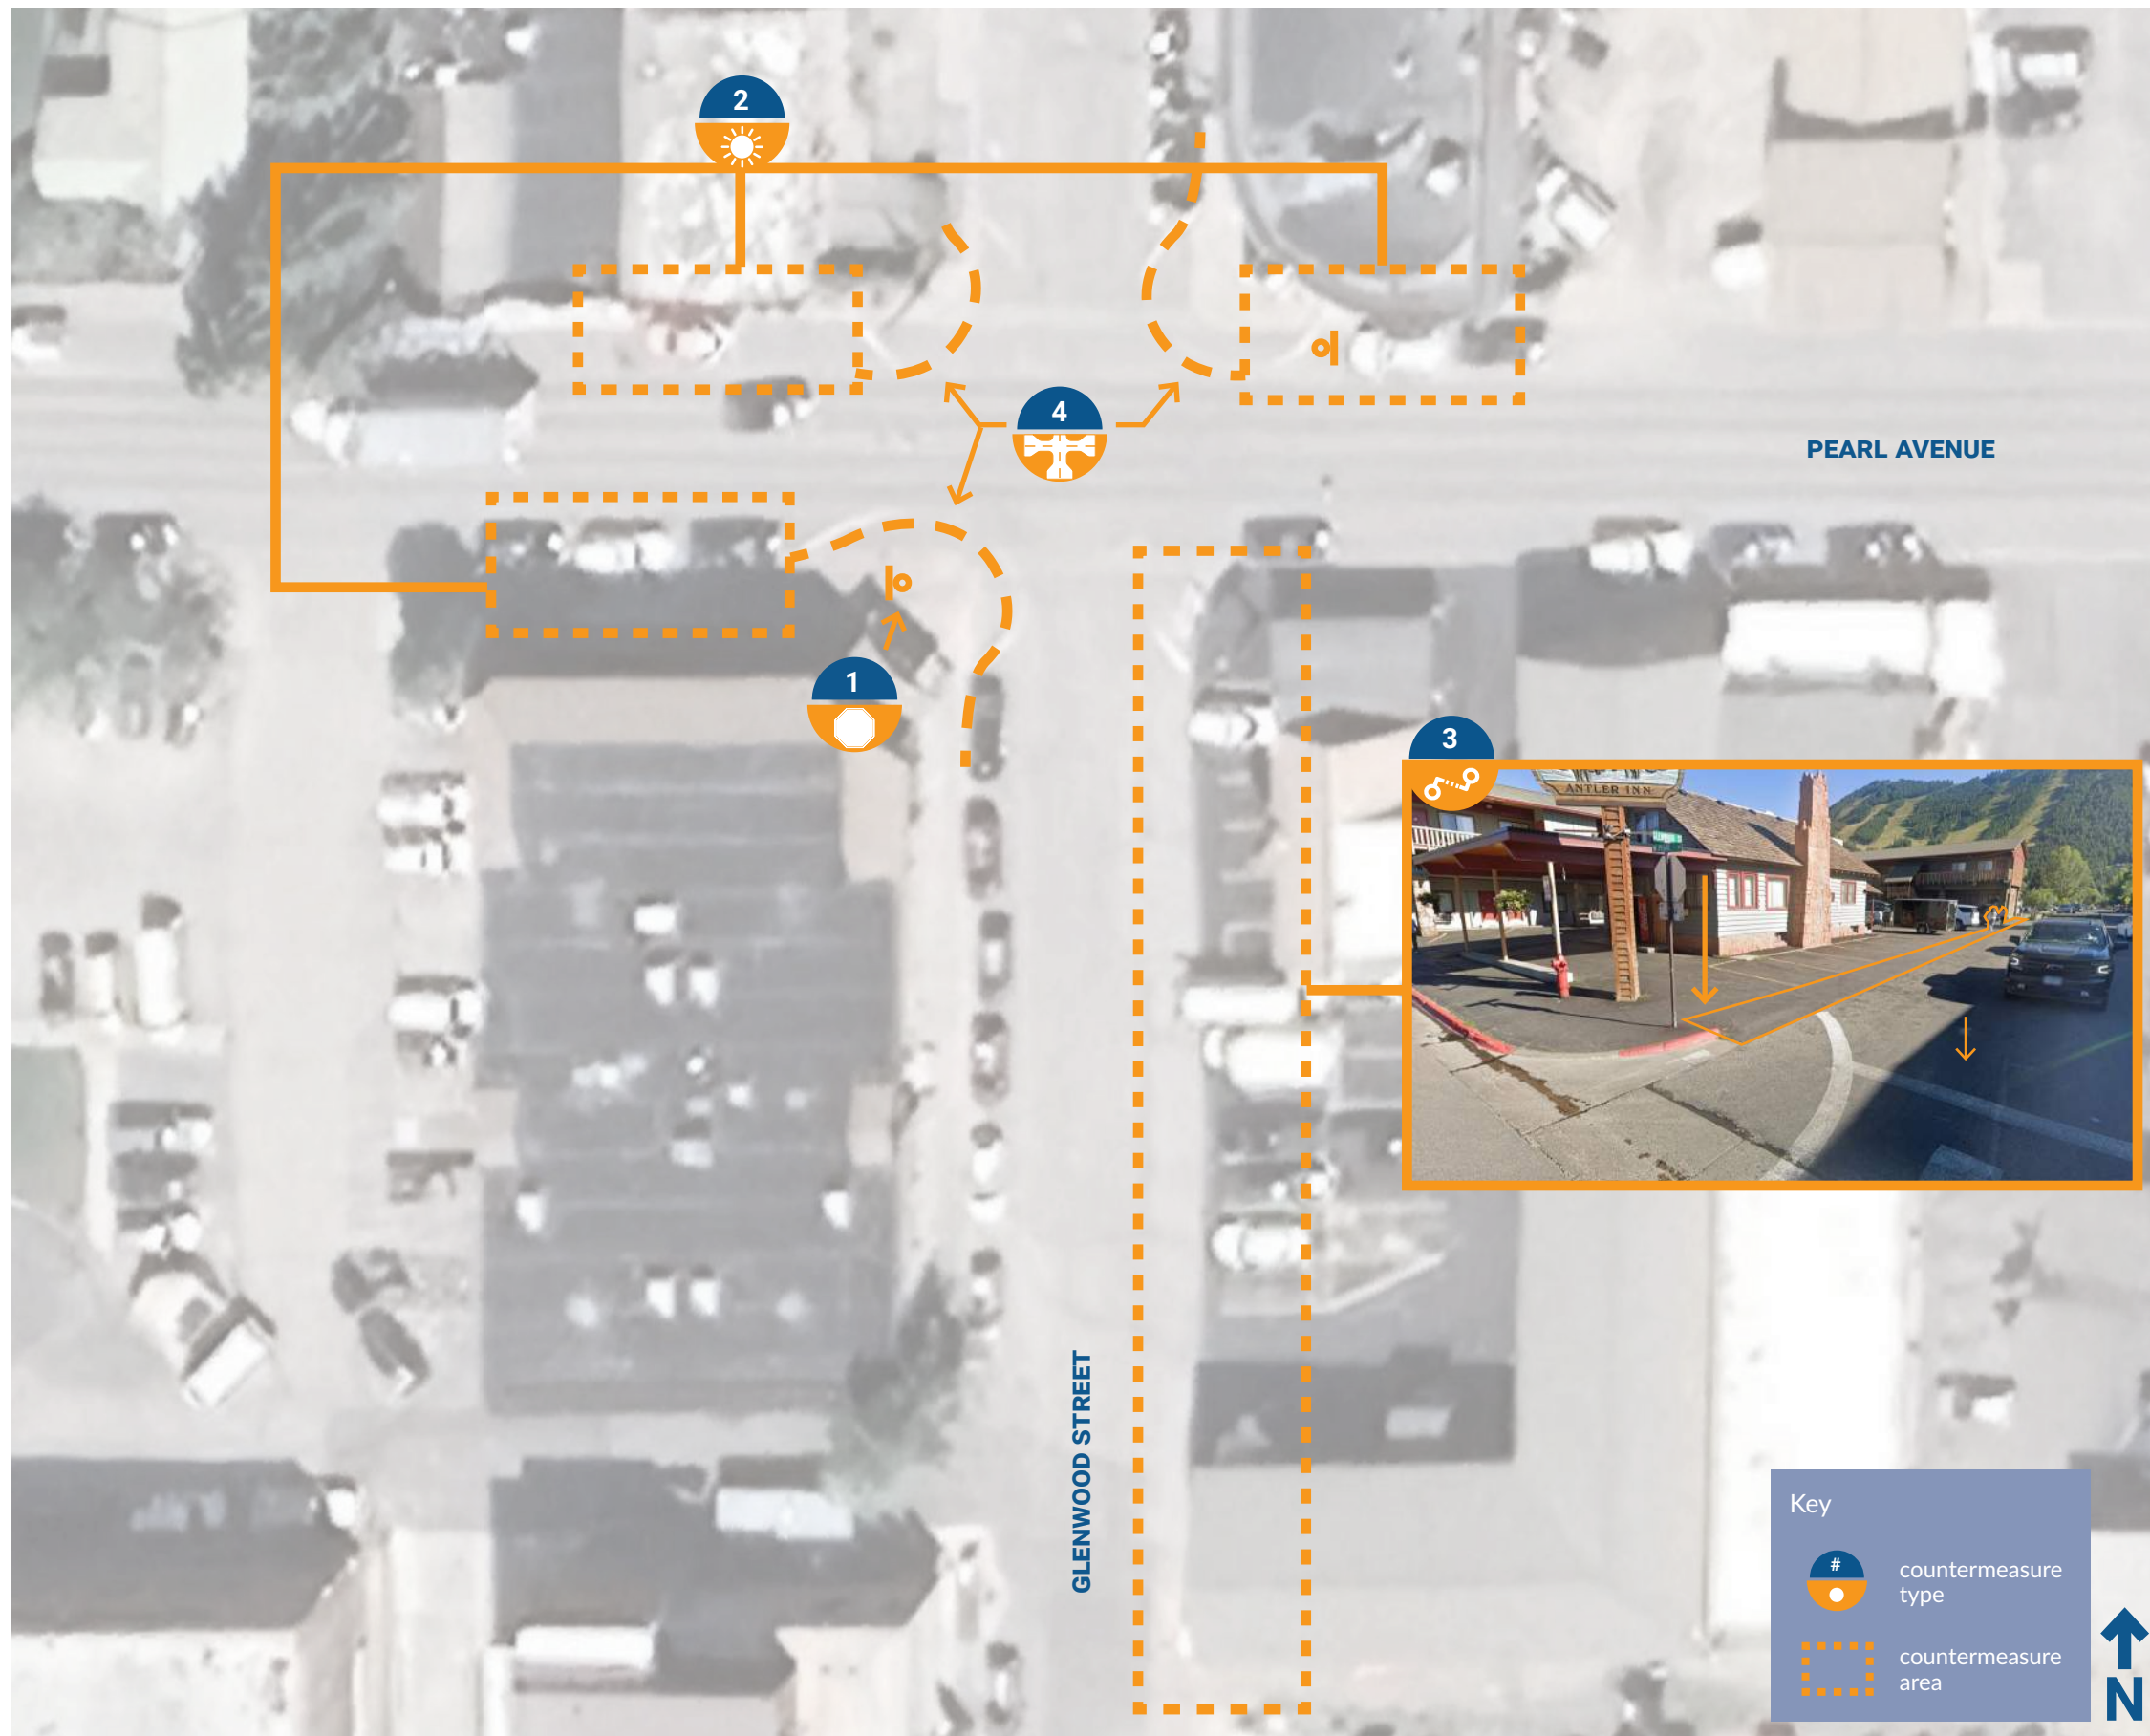 2
4
PEARL AVENUE
1
3
ANTLER INN
GLENWOOD STREET
Key
#
countermeasure
type
countermeasure
area
N